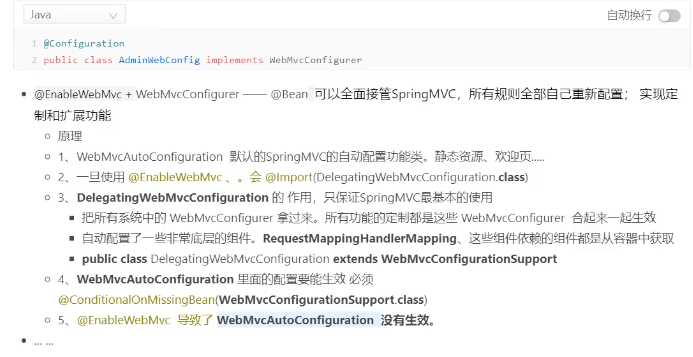 Java
自动换行
1 @Configuration
2 public class AdminWebConfig implements WebMvcConfigurer
• @EnableWebMvc + WebMvcConfigurer —— @Bean 可以全面接管SpringMVC，所有规则全部自己重新配置； 实现定
制和扩展功能
○ 原理
○ 1、WebMvcAutoConfiguration 默认的SpringMVC的自动配置功能类。静态资源、欢迎页.....
○ 2、一旦使用 @EnableWebMvc 、。会 @Import(DelegatingWebMvcConfiguration.class)
○ 3、DelegatingWebMvcConfiguration 的 作用，只保证SpringMVC最基本的使用
▪ 把所有系统中的 WebMvcConfigurer 拿过来。所有功能的定制都是这些 WebMvcConfigurer 合起来一起生效
▪ 自动配置了一些非常底层的组件。RequestMappingHandlerMapping、这些组件依赖的组件都是从容器中获取
▪ public class DelegatingWebMvcConfiguration extends WebMvcConfigurationSupport
○ 4、WebMvcAutoConfiguration 里面的配置要能生效 必须
@ConditionalOnMissingBean(WebMvcConfigurationSupport.class)
○ 5、@EnableWebMvc 导致了 WebMvcAutoConfiguration 没有生效。
• ... ...